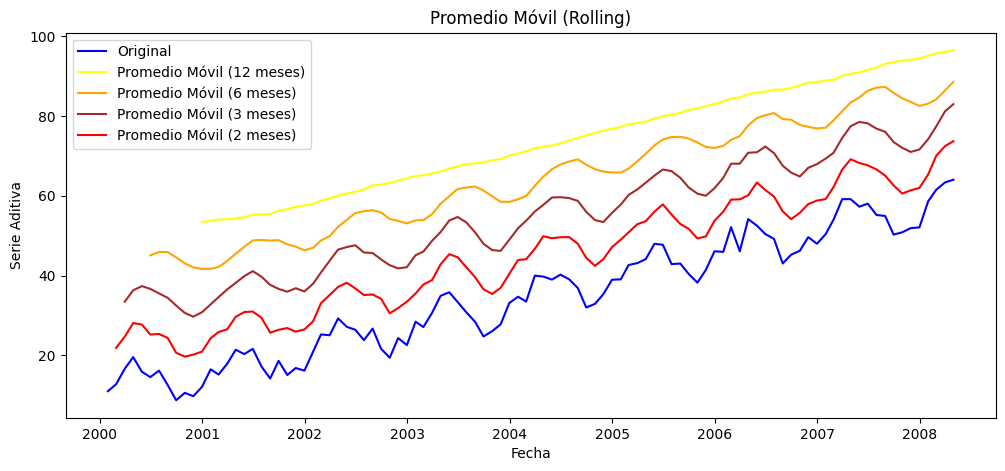 Promedio Móvil (Rolling)
Original
Promedio Móvil (12 meses)
Promedio Móvil (6 meses)
Promedio Móvil (3 meses)
Promedio Móvil (2 meses)
Serie Aditiva
100
80
60
40
20
2000 2001 2002 2003 2004 2005 2006 2007 2008
Fecha